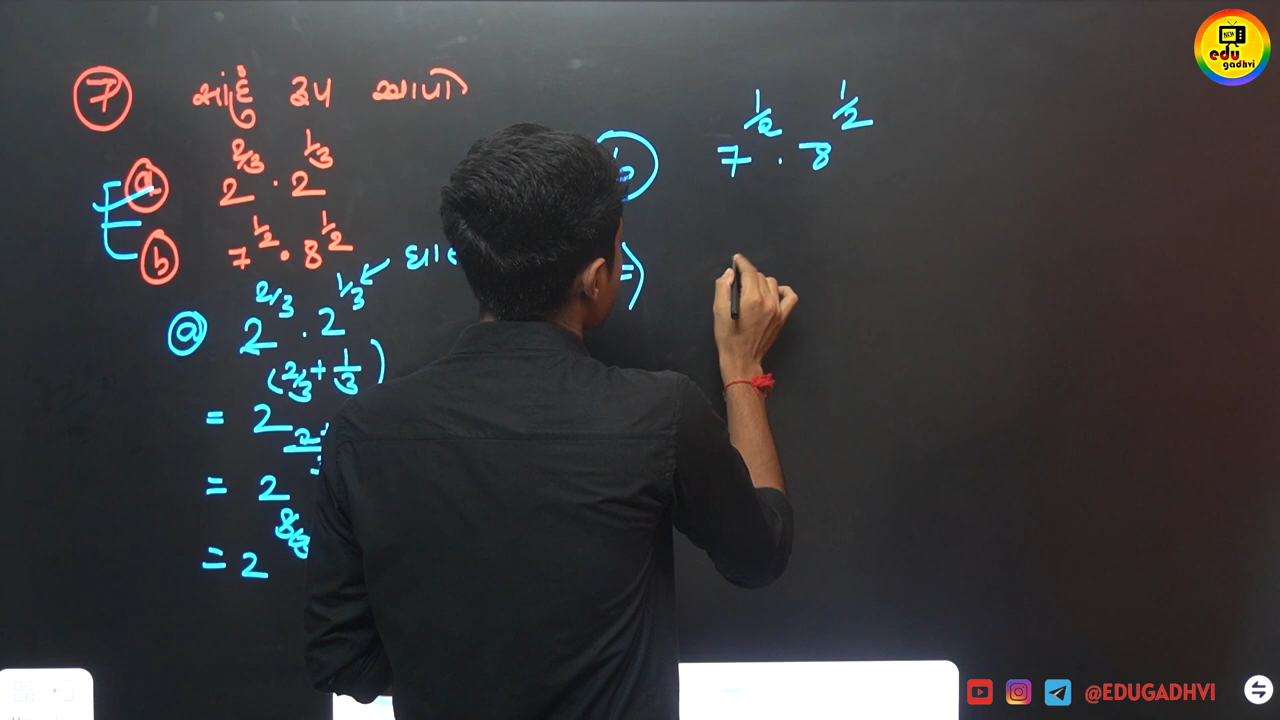 7 સાદું રૂપ આપો
a 2^{2/3} · 2^{1/3}
b 7^{1/2} · 8^{1/2}
a 2^{2/3} · 2^{1/3}
= 2^{(2/3 + 1/3)}
= 2
= 2
b 7^{1/2} · 8^{1/2}
=)
NEW
edu
gadhvi
@EDUGADHVI